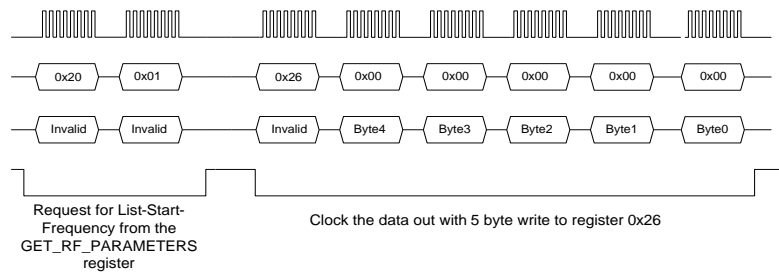 0x20 0x01 0x26 0x00 0x00 0x00 0x00 0x00
Invalid Invalid Invalid Byte4 Byte3 Byte2 Byte1 Byte0
Request for List-Start-
Frequency from the
GET_RF_PARAMETERS
register
Clock the data out with 5 byte write to register 0x26